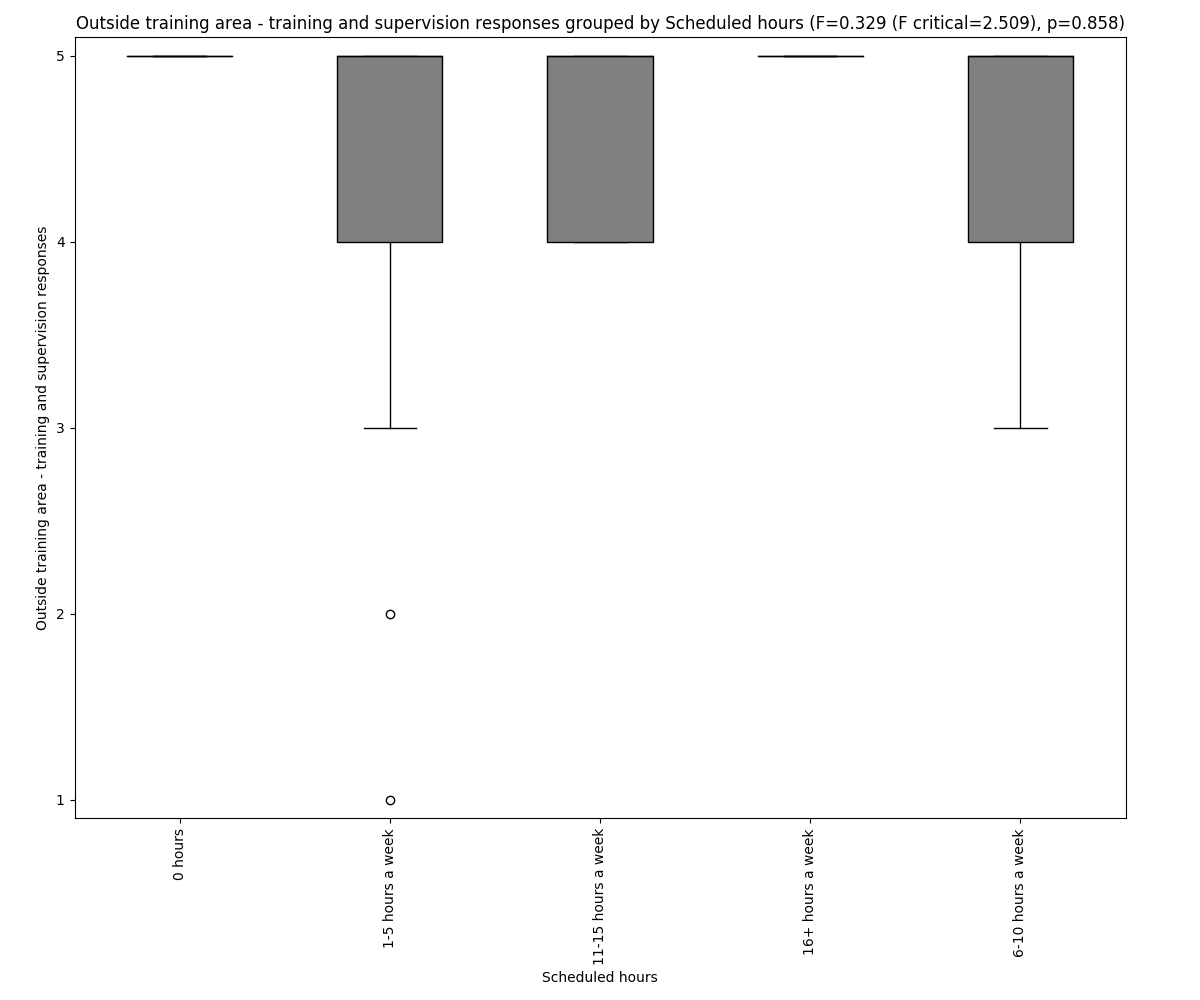 Outside training area - training and supervision responses grouped by Scheduled hours (F=0.329 (F critical=2.509), p=0.858)
Outside training area - training and supervision responses
5
4
3
2
1
0 hours
1-5 hours a week
11-15 hours a week
16+ hours a week
6-10 hours a week
Scheduled hours